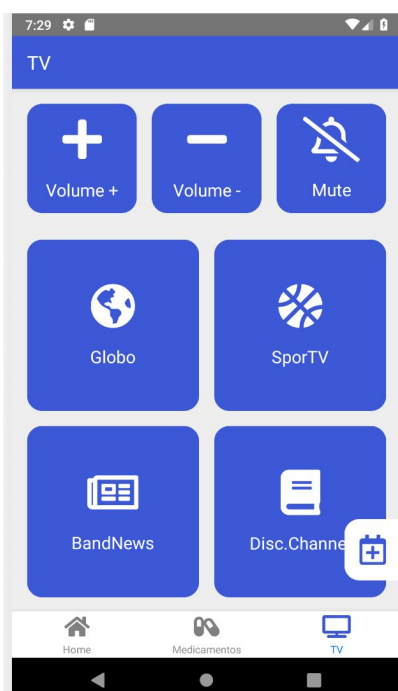 7:29
TV
Volume + Volume - Mute
Globo SporTV
BandNews Disc.Channe
Home Medicamentos TV